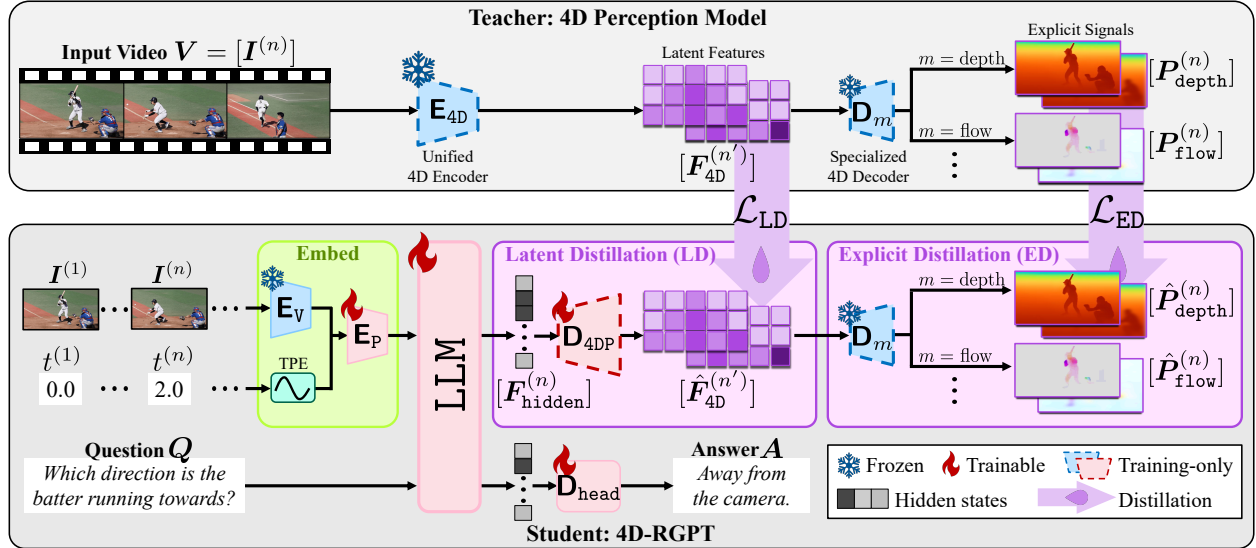 Teacher: 4D Perception Model
Input Video V = [I^(n)]
E_4D
Unified
4D Encoder
Latent Features
[F_4D^(n')]
D_m
Specialized
4D Decoder
m = depth
m = flow
Explicit Signals
[P_depth^(n)]
[P_flow^(n)]
L_LD
L_ED
I^(1)
I^(n)
t^(1)
t^(n)
0.0
2.0
Embed
E_V
TPE
E_P
LLM
Latent Distillation (LD)
[F_hidden^(n)]
D_4DP
[F̂_4D^(n')]
Explicit Distillation (ED)
D_m
m = depth
m = flow
[P̂_depth^(n)]
[P̂_flow^(n)]
Question Q
Which direction is the
batter running towards?
D_head
Answer A
Away from
the camera.
Frozen
Trainable
Training-only
Hidden states
Distillation
Student: 4D-RGPT